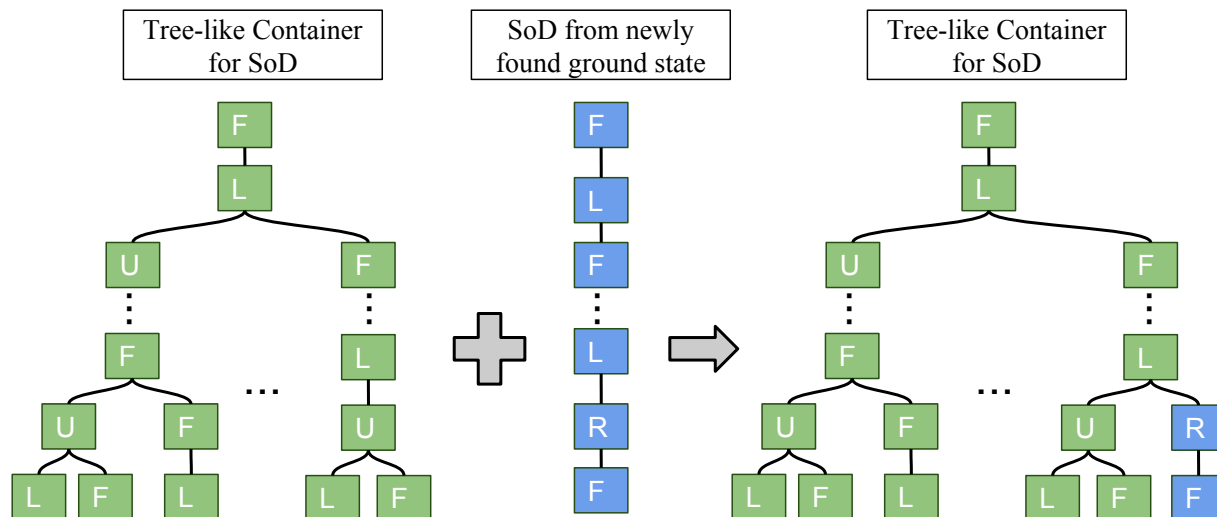 Tree-like Container
for SoD
SoD from newly
found ground state
Tree-like Container
for SoD
F
L
U F
F L
U F U
L F L L F
F
L
F
L
R
F
F
L
U F
F L
U F U R
L F L L F F